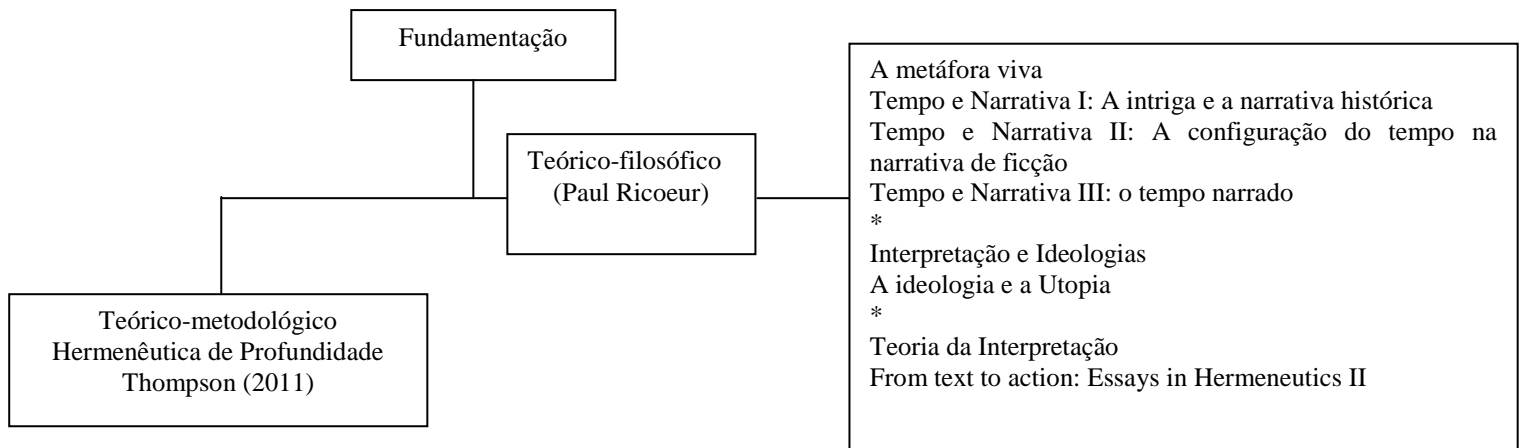 Fundamentação
Teórico-filosófico
(Paul Ricoeur)
A metáfora viva
Tempo e Narrativa I: A intriga e a narrativa histórica
Tempo e Narrativa II: A configuração do tempo na
narrativa de ficção
Tempo e Narrativa III: o tempo narrado
*
Interpretação e Ideologias
A ideologia e a Utopia
*
Teoria da Interpretação
From text to action: Essays in Hermeneutics II
Teórico-metodológico
Hermenêutica de Profundidade
Thompson (2011)